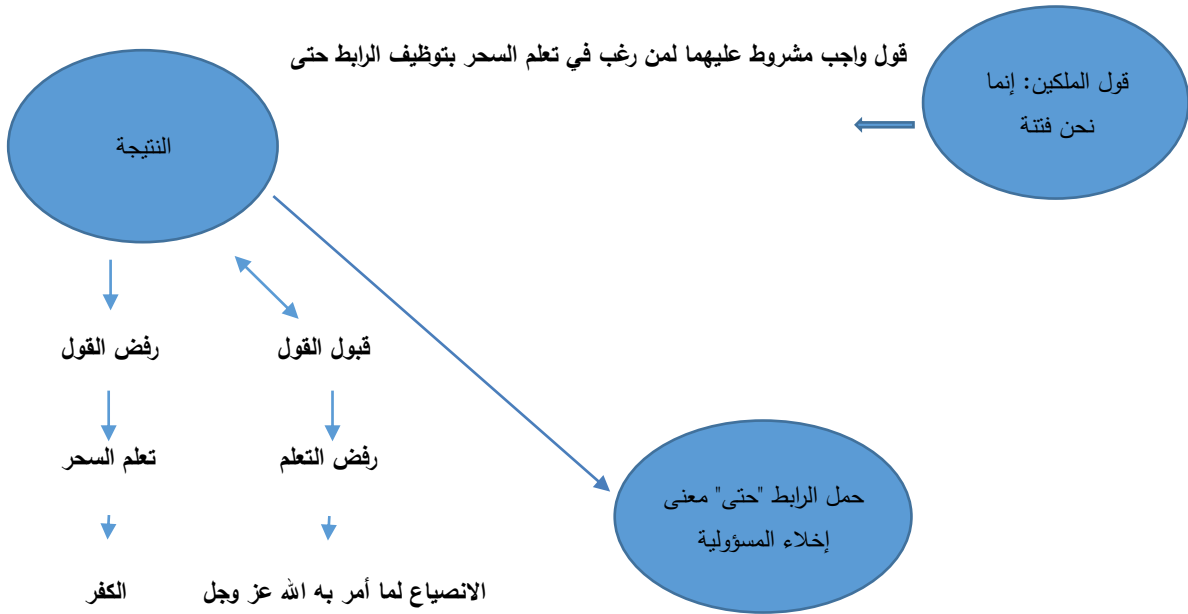 قول واجب مشروط عليهما لمن رغب في تعلم السحر بتوظيف الرابط حتى
قول الملكين: إنما
نحن فتنة
النتيجة
قبول القول
رفض القول
رفض التعلم
تعلم السحر
حمل الرابط "حتى" معنى
إخلاء المسؤولية
الانصياع لما أمر به الله عز وجل
الكفر